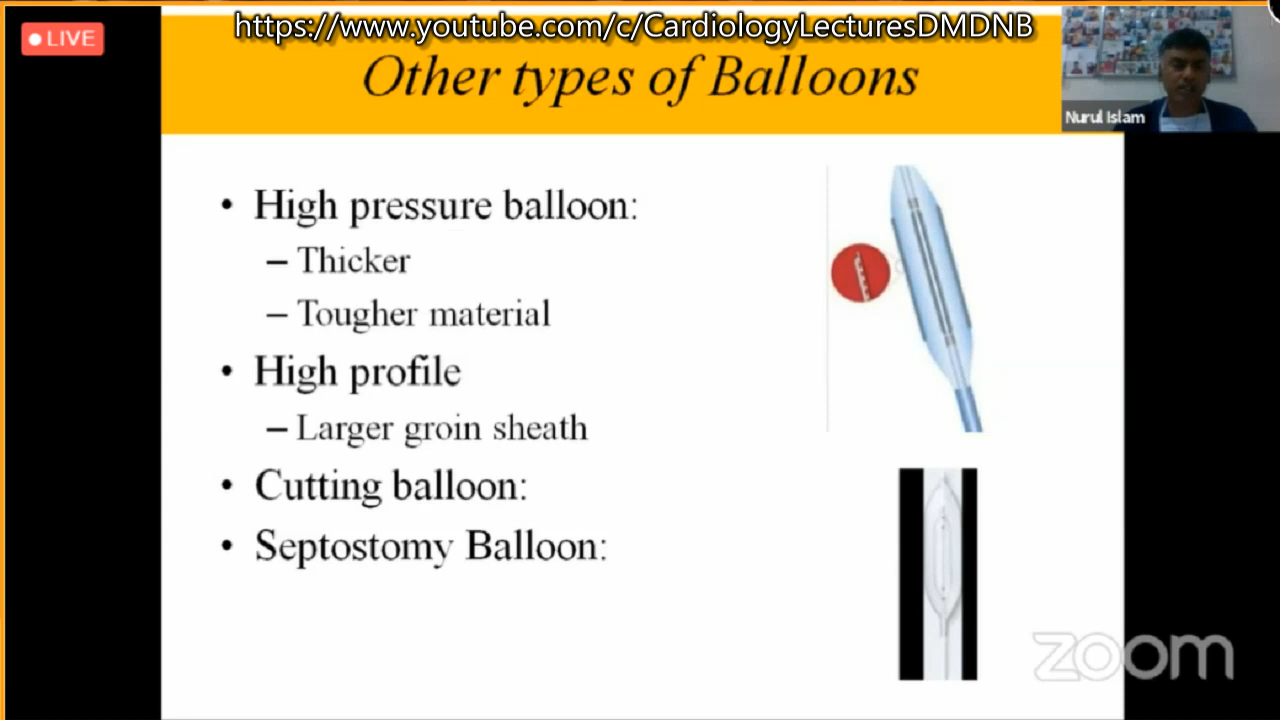 LIVE
https://www.youtube.com/c/CardiologyLecturesDMDNB
Other types of Balloons
Nurul Islam
• High pressure balloon:
– Thicker
– Tougher material
• High profile
– Larger groin sheath
• Cutting balloon:
• Septostomy Balloon:
zoom